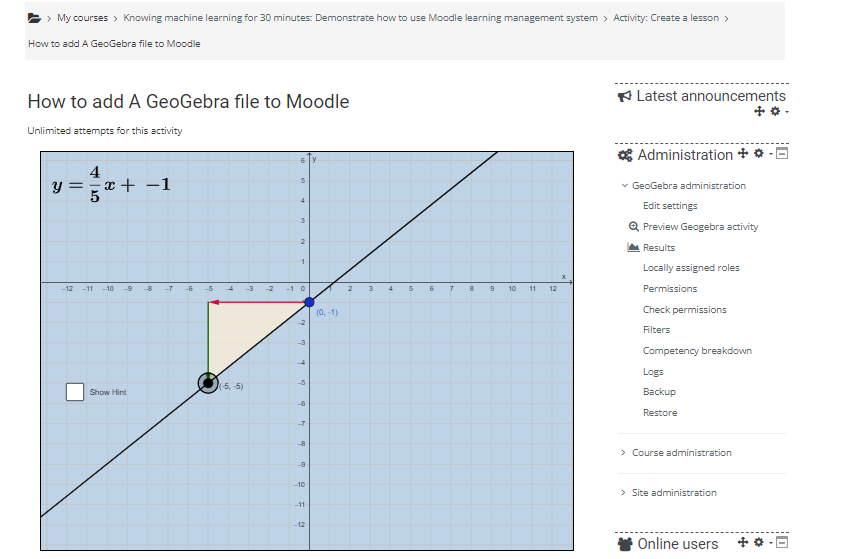 > My courses > Knowing machine learning for 30 minutes: Demonstrate how to use Moodle learning management system > Activity: Create a lesson >
How to add A GeoGebra file to Moodle
How to add A GeoGebra file to Moodle
Unlimited attempts for this activity
y = 4/5 x + −1
y
6
5
4
3
2
1
x
−12 −11 −10 −9 −8 −7 −6 −5 −4 −3 −2 −1 0 1 2 3 4 5 6 7 8 9 10 11 12
(0, -1)
−2
−3
−4
−5
−6
−7
−8
−9
−10
−11
−12
(-5, -5)
Show Hint
Latest announcements
Administration
GeoGebra administration
Edit settings
Preview Geogebra activity
Results
Locally assigned roles
Permissions
Check permissions
Filters
Competency breakdown
Logs
Backup
Restore
> Course administration
> Site administration
Online users